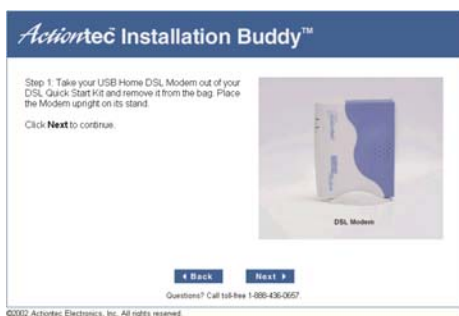 Actiontec Installation Buddy™
Step 1: Take your USB Home DSL Modem out of your
DSL Quick Start Kit and remove it from the bag. Place
the Modem upright on its stand.
Click Next to continue.
DSL Modem
Back
Next
Questions? Call toll-free 1-888-436-0657.
©2002 Actiontec Electronics, Inc. All rights reserved.